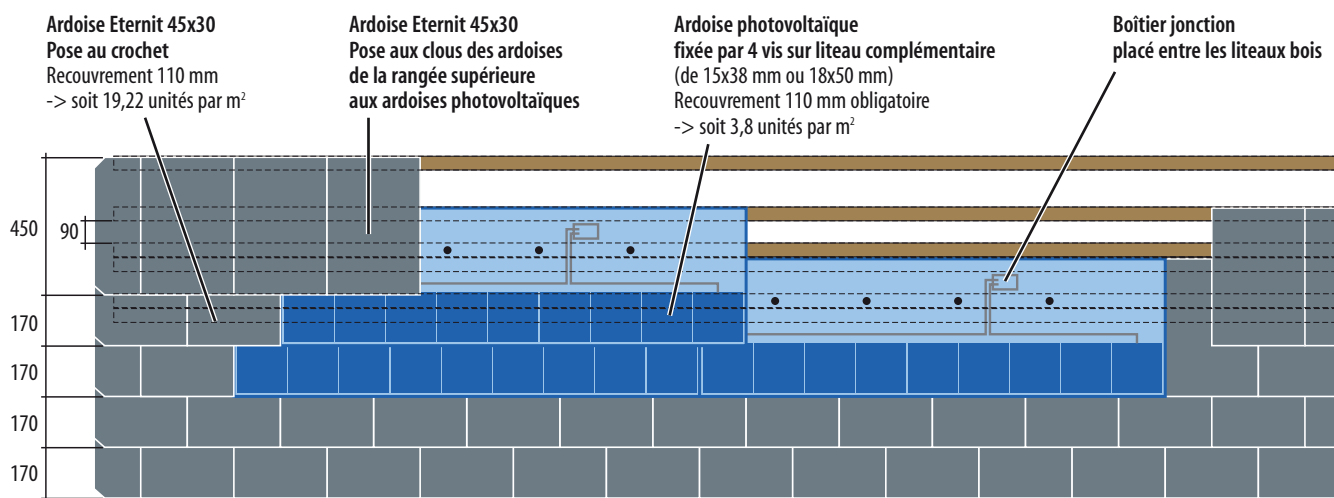 Ardoise Eternit 45x30
Pose au crochet
Recouvrement 110 mm
-> soit 19,22 unités par m²
Ardoise Eternit 45x30
Pose aux clous des ardoises
de la rangée supérieure
aux ardoises photovoltaïques
Ardoise photovoltaïque
fixée par 4 vis sur liteau complémentaire
(de 15x38 mm ou 18x50 mm)
Recouvrement 110 mm obligatoire
-> soit 3,8 unités par m²
Boîtier jonction
placé entre les liteaux bois
450
90
170
170
170
170